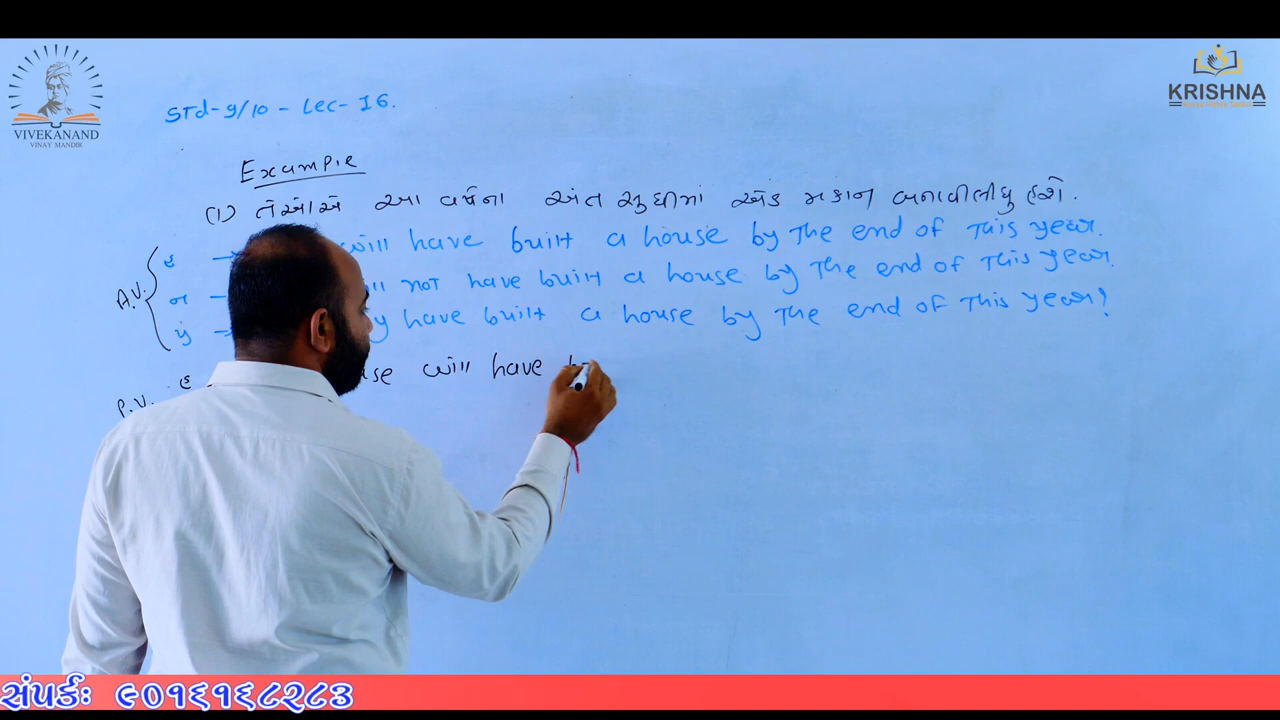 VIVEKANAND
VINAY MANDIR
KRISHNA
STd-9/10 - Lec-16.
Example
(1) તેઓએ આ વર્ષના અંત સુધીમાં એક મકાન બનાવીલીધુ હશે.
A.V.
હ → will have built a house by the end of this year.
ન → not have built a house by the end of this year.
પ્ર → have built a house by the end of this year?
P.V.
હ will have
સંપર્કઃ ૯૦૧૬૧૬૮૨૮૩